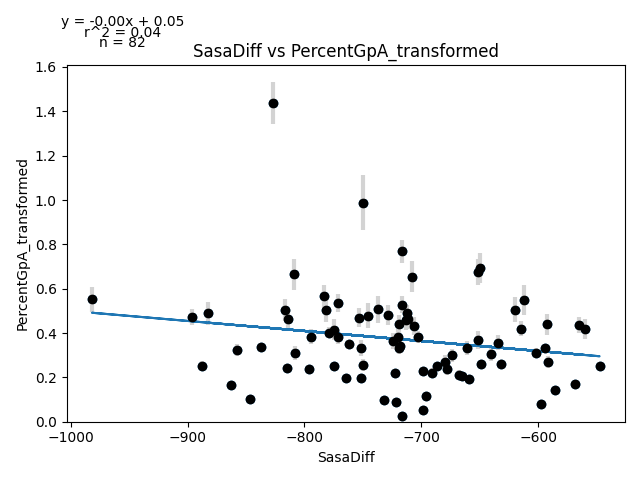 y = -0.00x + 0.05
r^2 = 0.04
n = 82
SasaDiff vs PercentGpA_transformed
1.6
1.4
1.2
1.0
0.8
0.6
0.4
0.2
0.0
PercentGpA_transformed
−1000 −900 −800 −700 −600
SasaDiff